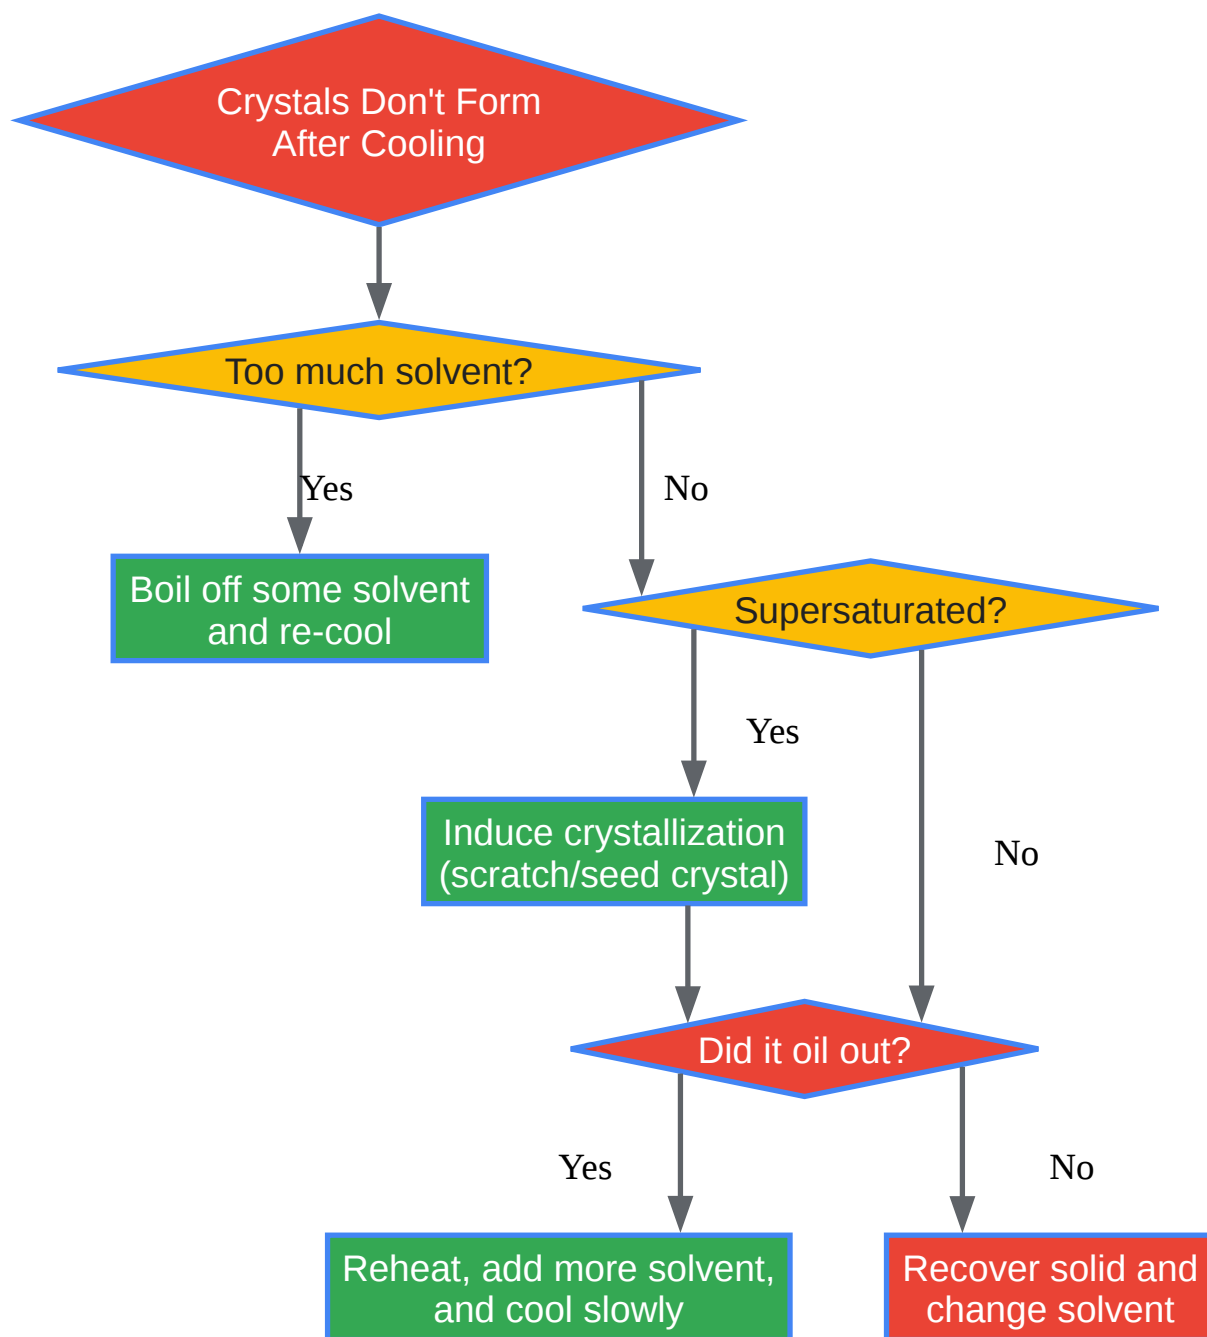 Crystals Don't Form
After Cooling
Too much solvent?
Yes
No
Boil off some solvent
and re-cool
Supersaturated?
Yes
Induce crystallization
(scratch/seed crystal)
No
Did it oil out?
Yes
No
Reheat, add more solvent,
and cool slowly
Recover solid and
change solvent